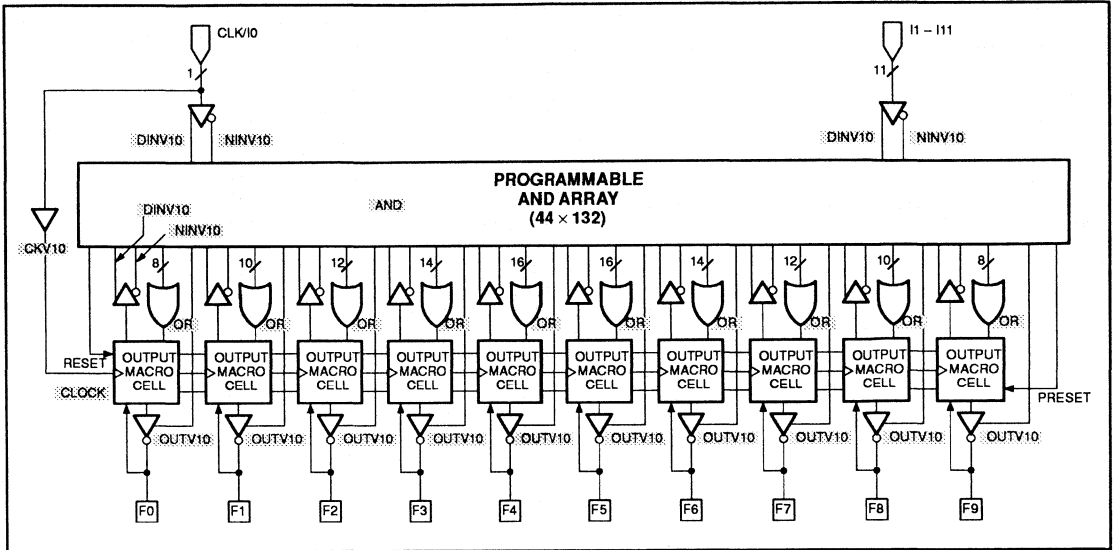 CLK/I0
I1 – I11
1
11
DINV10 NINV10
DINV10 NINV10
PROGRAMMABLE
AND ARRAY
(44 × 132)
AND
DINV10
NINV10
CKV10
8 10 12 14 16 16 14 12 10 8
OR OR OR OR OR OR OR OR OR OR
RESET
CLOCK
OUTPUT MACRO CELL
OUTPUT MACRO CELL
OUTPUT MACRO CELL
OUTPUT MACRO CELL
OUTPUT MACRO CELL
OUTPUT MACRO CELL
OUTPUT MACRO CELL
OUTPUT MACRO CELL
OUTPUT MACRO CELL
OUTPUT MACRO CELL
PRESET
OUTV10 OUTV10 OUTV10 OUTV10 OUTV10 OUTV10 OUTV10 OUTV10 OUTV10 OUTV10
F0 F1 F2 F3 F4 F5 F6 F7 F8 F9